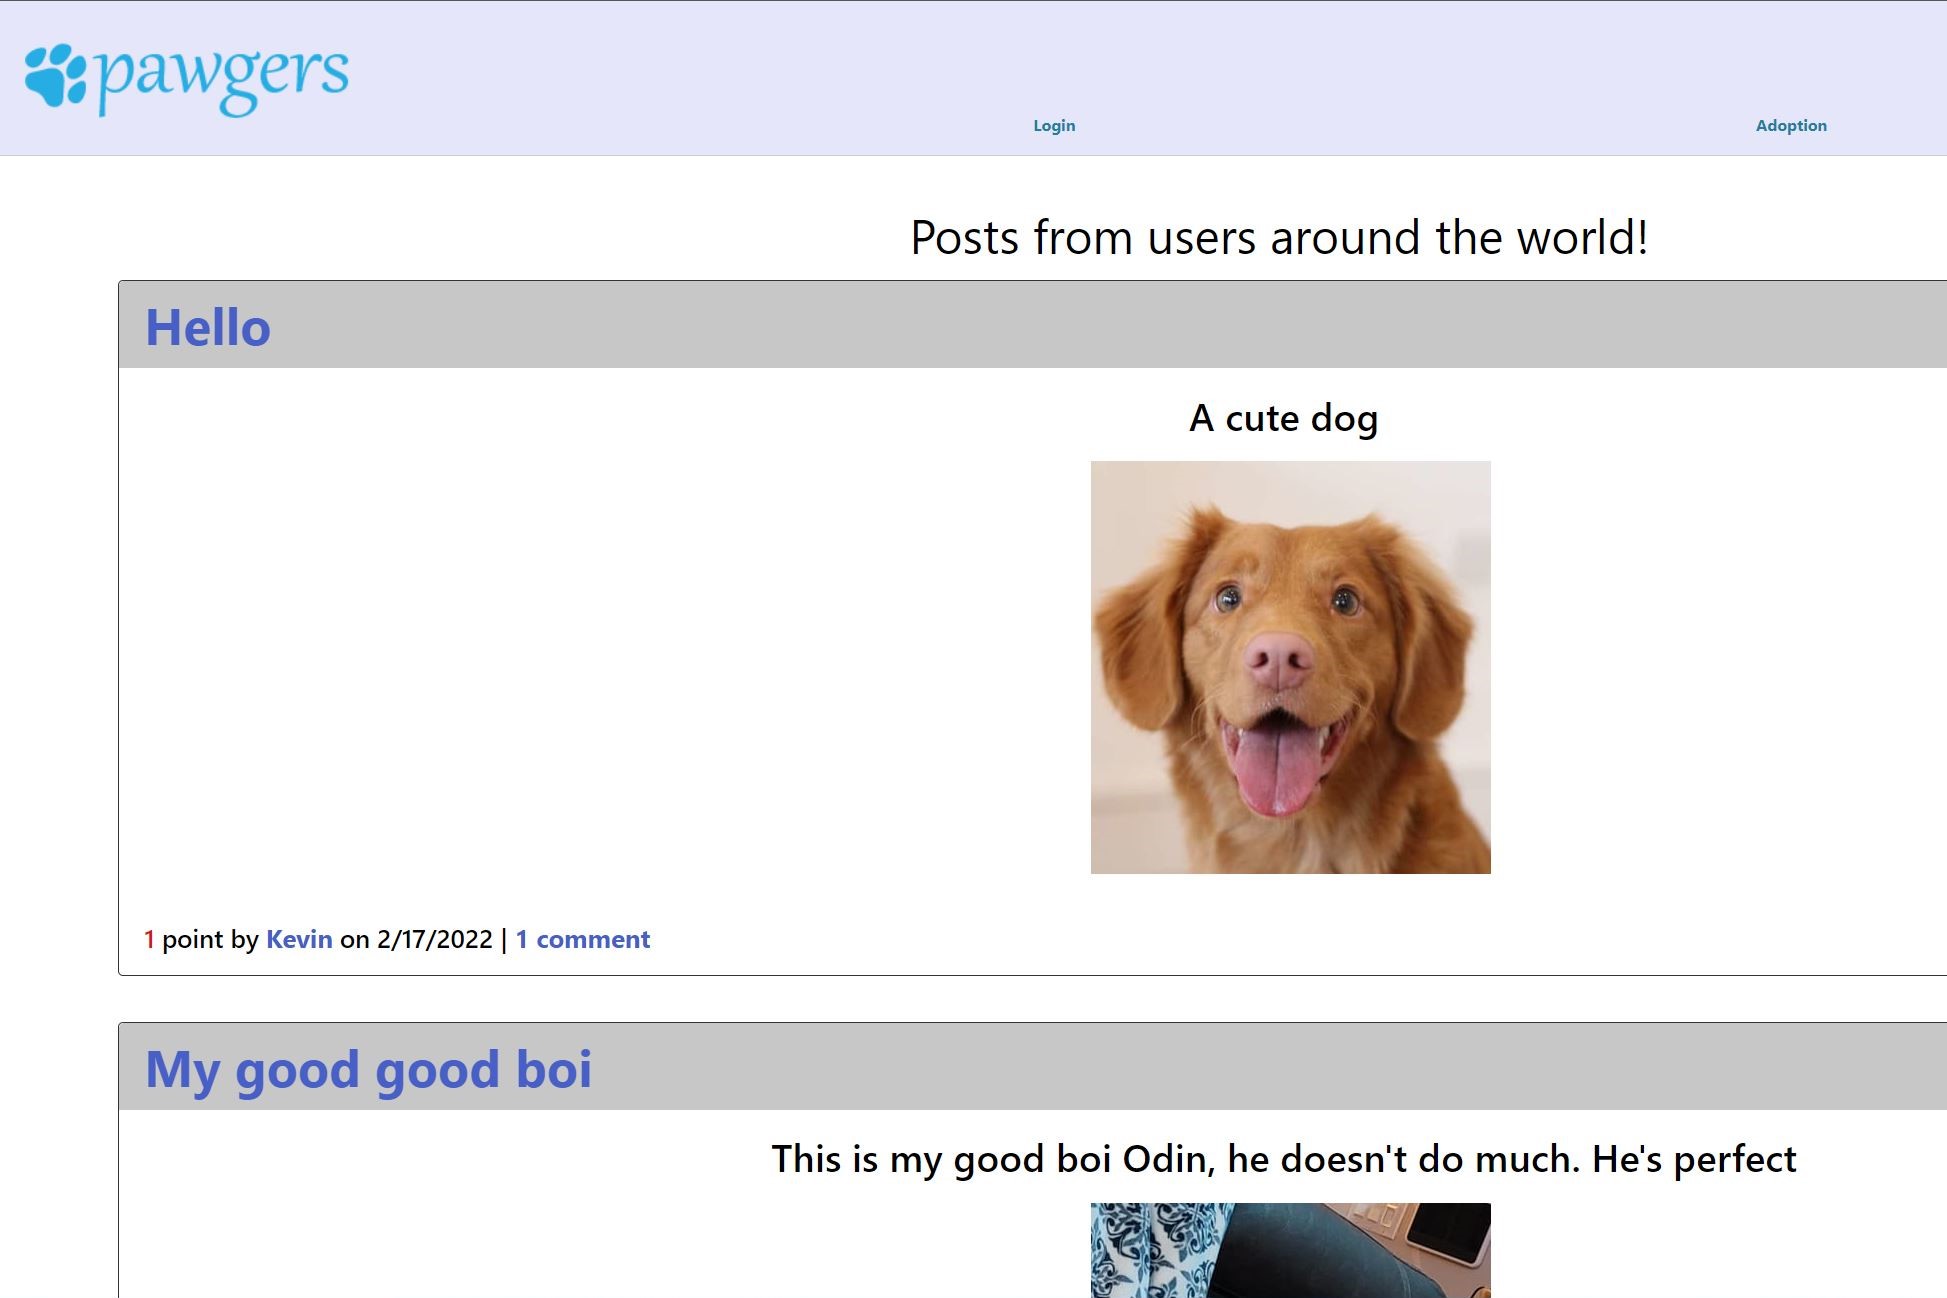 pawgers
Login Adoption
Posts from users around the world!
Hello
A cute dog
1 point by Kevin on 2/17/2022 | 1 comment
My good good boi
This is my good boi Odin, he doesn't do much. He's perfect